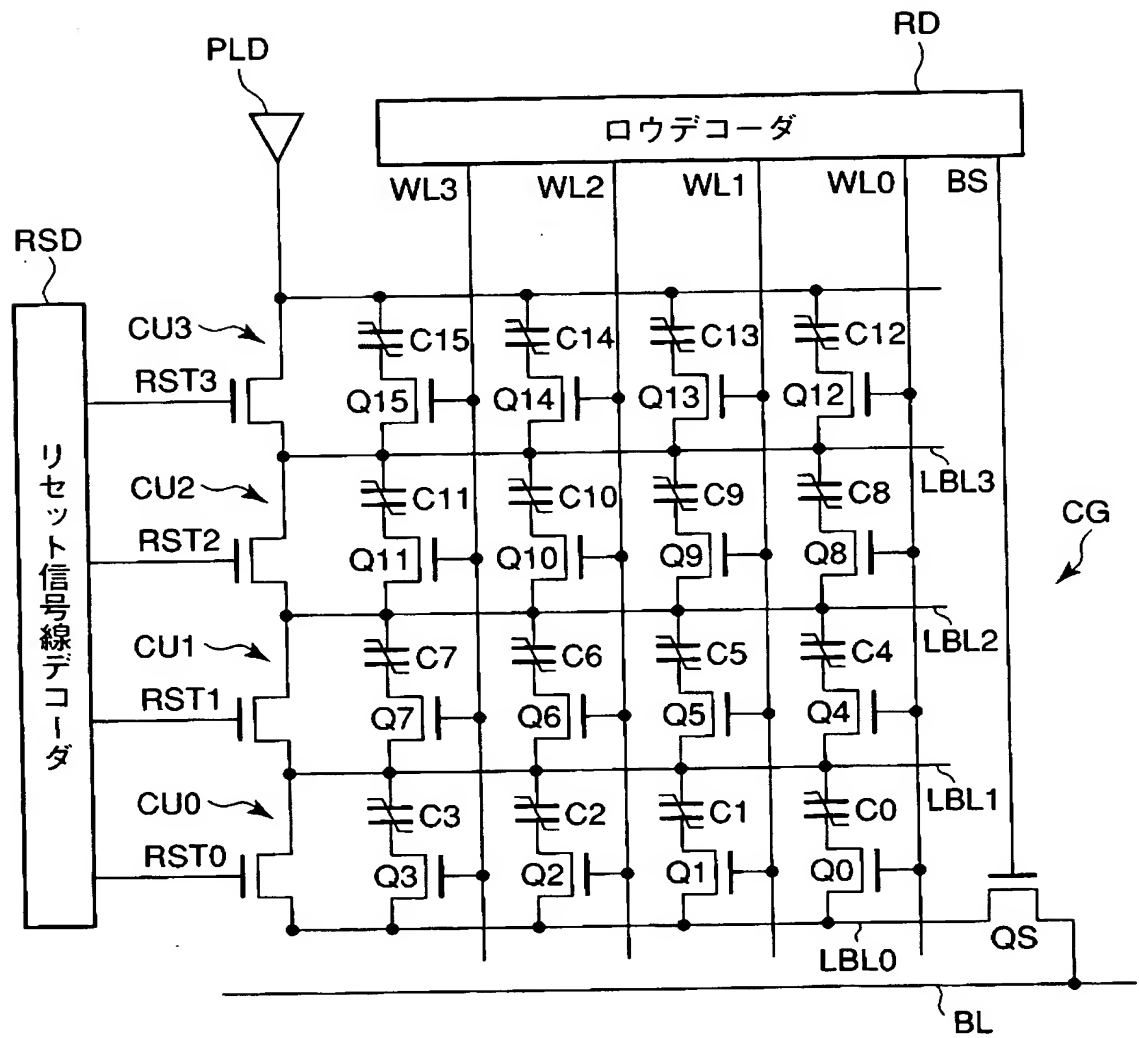 RD
PLD
ロウデコーダ
WL3 WL2 WL1 WL0 BS
RSD
CU3
C15 C14 C13 C12
RST3
Q15 Q14 Q13 Q12
LBL3
CU2
C11 C10 C9 C8
CG
RST2
Q11 Q10 Q9 Q8
リセット信号線デコーダ
LBL2
CU1
C7 C6 C5 C4
RST1
Q7 Q6 Q5 Q4
LBL1
CU0
C3 C2 C1 C0
RST0
Q3 Q2 Q1 Q0
QS
LBL0
BL